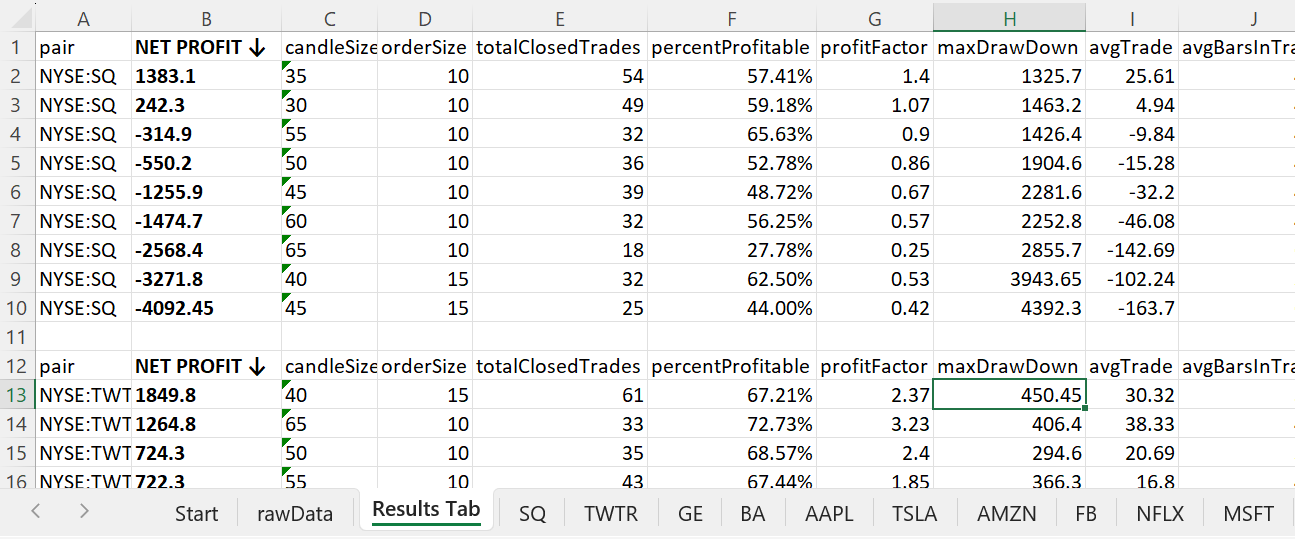 A B C D E F G H I J
1 pair NET PROFIT ↓ candleSize orderSize totalClosedTrades percentProfitable profitFactor maxDrawDown avgTrade avgBarsInTra
2 NYSE:SQ 1383.1 35 10 54 57.41% 1.4 1325.7 25.61
3 NYSE:SQ 242.3 30 10 49 59.18% 1.07 1463.2 4.94
4 NYSE:SQ -314.9 55 10 32 65.63% 0.9 1426.4 -9.84
5 NYSE:SQ -550.2 50 10 36 52.78% 0.86 1904.6 -15.28
6 NYSE:SQ -1255.9 45 10 39 48.72% 0.67 2281.6 -32.2
7 NYSE:SQ -1474.7 60 10 32 56.25% 0.57 2252.8 -46.08
8 NYSE:SQ -2568.4 65 10 18 27.78% 0.25 2855.7 -142.69
9 NYSE:SQ -3271.8 40 15 32 62.50% 0.53 3943.65 -102.24
10 NYSE:SQ -4092.45 45 15 25 44.00% 0.42 4392.3 -163.7
11
12 pair NET PROFIT ↓ candleSize orderSize totalClosedTrades percentProfitable profitFactor maxDrawDown avgTrade avgBarsInTra
13 NYSE:TWT 1849.8 40 15 61 67.21% 2.37 450.45 30.32
14 NYSE:TWT 1264.8 65 10 33 72.73% 3.23 406.4 38.33
15 NYSE:TWT 724.3 50 10 35 68.57% 2.4 294.6 20.69
16 NYSE:TWT 722.3 55 10 43 67.44% 1.85 366.3 16.8
Start rawData Results Tab SQ TWTR GE BA AAPL TSLA AMZN FB NFLX MSFT